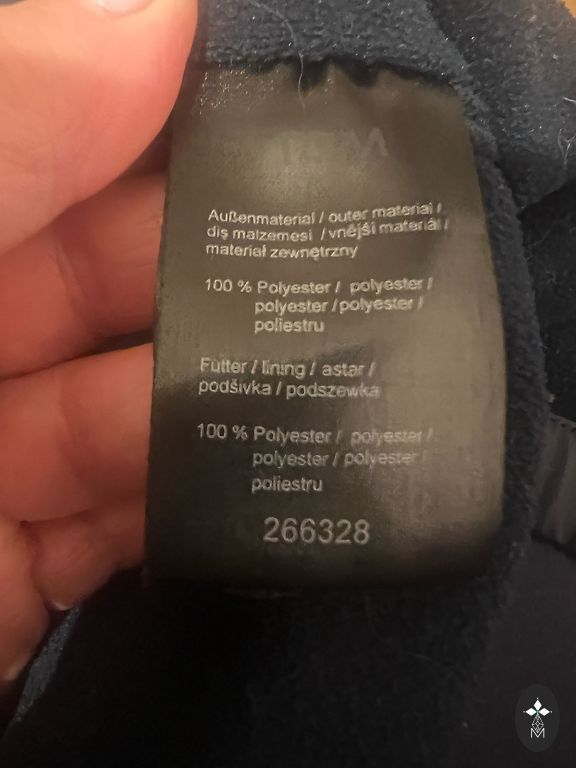 Außenmaterial / outer material /
dış malzemesi / vnější materiál /
materiał zewnętrzny
100 % Polyester / polyester /
polyester / polyester /
poliestru
Futter / lining / astar /
podšívka / podszewka
100 % Polyester / polyester /
polyester / polyester /
poliestru
266328
M